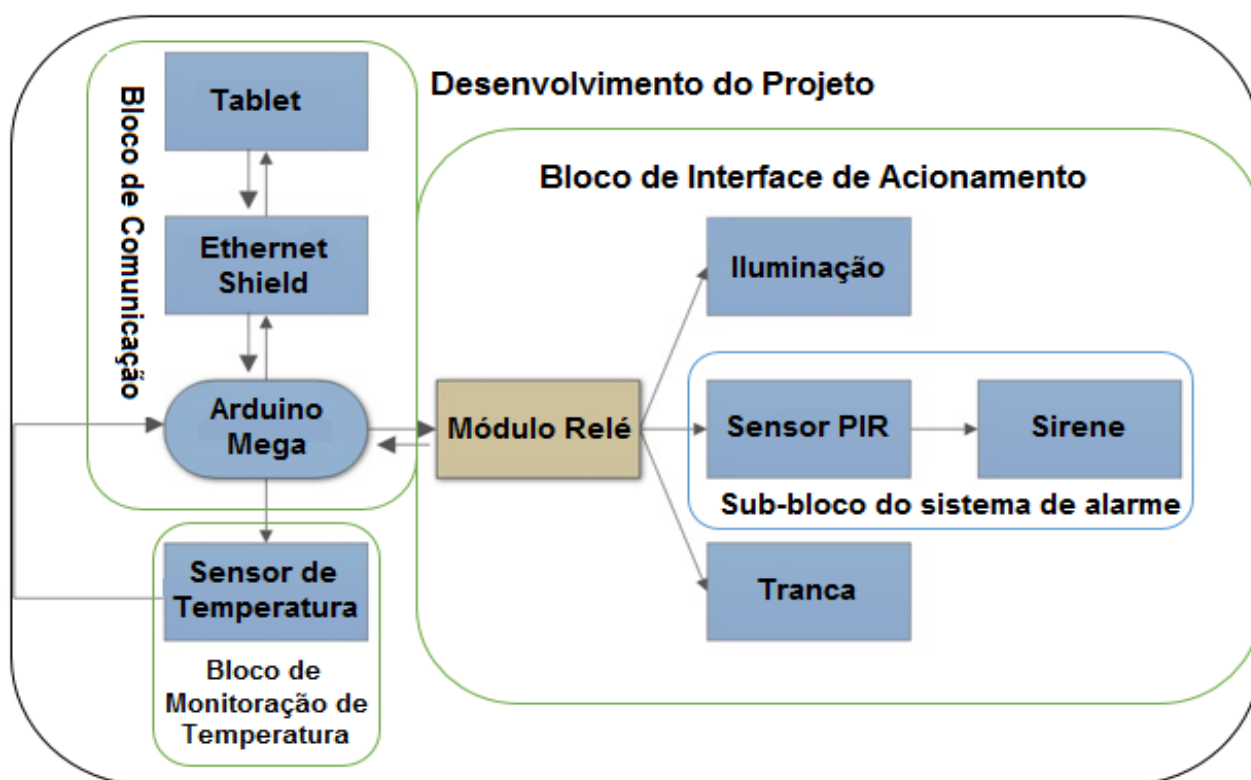 Desenvolvimento do Projeto
Bloco de Comunicação
Tablet
Ethernet
Shield
Arduino
Mega
Sensor de
Temperatura
Bloco de
Monitoração de
Temperatura
Bloco de Interface de Acionamento
Módulo Relé
Iluminação
Sensor PIR
Sirene
Sub-bloco do sistema de alarme
Tranca